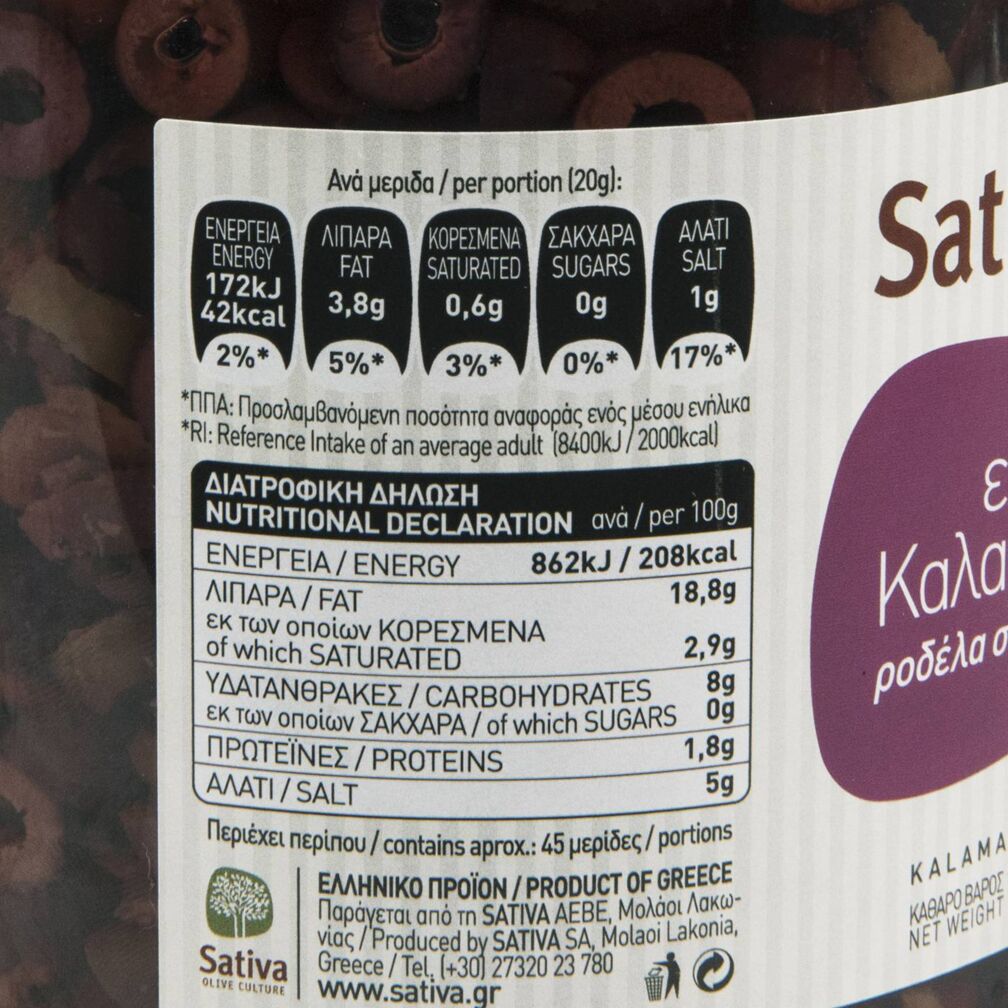 Ανά μεριδα / per portion (20g):
ΕΝΕΡΓΕΙΑ
ENERGY
172kJ
42kcal
2%*
ΛΙΠΑΡΑ
FAT
3,8g
5%*
ΚΟΡΕΣΜΕΝΑ
SATURATED
0,6g
3%*
ΣΑΚΧΑΡΑ
SUGARS
0g
0%*
ΑΛΑΤΙ
SALT
1g
17%*
*ΠΠΑ: Προσλαμβανόμενη ποσότητα αναφοράς ενός μέσου ενήλικα
*RI: Reference Intake of an average adult (8400kJ / 2000kcal)
ΔΙΑΤΡΟΦΙΚΗ ΔΗΛΩΣΗ
NUTRITIONAL DECLARATION ανά / per 100g
ΕΝΕΡΓΕΙΑ / ENERGY 862kJ / 208kcal
ΛΙΠΑΡΑ / FAT 18,8g
εκ των οποίων ΚΟΡΕΣΜΕΝΑ
of which SATURATED 2,9g
ΥΔΑΤΑΝΘΡΑΚΕΣ / CARBOHYDRATES 8g
εκ των οποίων ΣΑΚΧΑΡΑ / of which SUGARS 0g
ΠΡΩΤΕΪΝΕΣ / PROTEINS 1,8g
ΑΛΑΤΙ / SALT 5g
Περιέχει περίπου / contains aprox.: 45 μερίδες / portions
ΕΛΛΗΝΙΚΟ ΠΡΟΪΟΝ / PRODUCT OF GREECE
Παράγεται από τη SATIVA ΑΕΒΕ, Μολάοι Λακω-
νίας / Produced by SATIVA SA, Molaoi Lakonia,
Greece / Tel. (+30) 27320 23 780
www.sativa.gr
Sativa
OLIVE CULTURE
Sat
ε
Καλα
ροδέλα σ
KALAMA
ΚΑΘΑΡΟ ΒΑΡΟΣ
NET WEIGHT